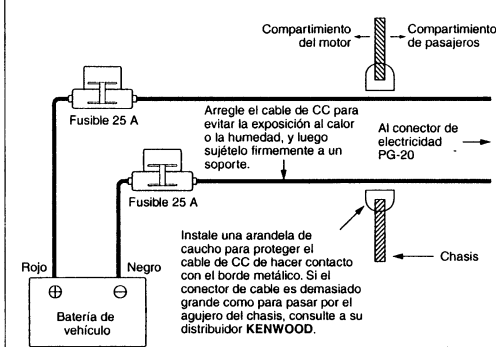 Compartimiento
del motor
Compartimiento
de pasajeros
Fusible 25 A
Arregle el cable de CC para
evitar la exposición al calor
o la humedad, y luego
sujételo firmemente a un
soporte.
Al conector de
electricidad
PG-20
Fusible 25 A
Instale una arandela de
caucho para proteger el
cable de CC de hacer contacto
con el borde metálico. Si el
conector de cable es demasiado
grande como para pasar por el
agujero del chasis, consulte a su
distribuidor KENWOOD.
Chasis
Rojo
Negro
Batería de
vehículo